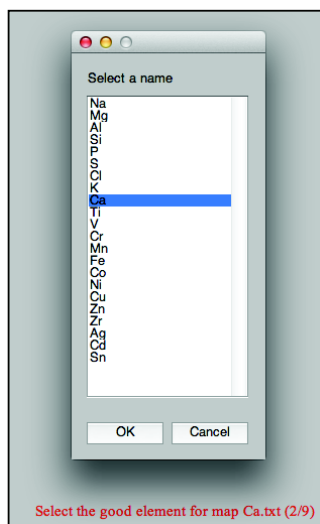 Select a name
Na
Mg
Al
Si
P
S
Cl
K
Ca
Ti
V
Cr
Mn
Fe
Co
Ni
Cu
Zn
Zr
Ag
Cd
Sn
OK Cancel
Select the good element for map Ca.txt (2/9)